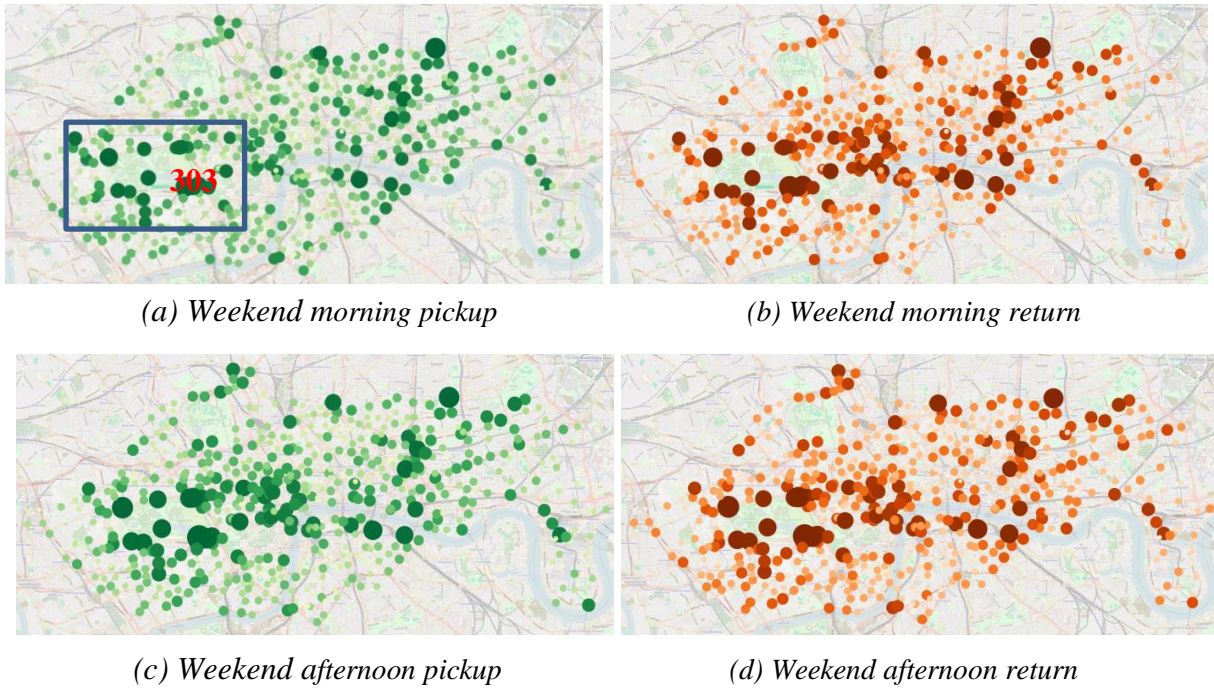 303
(a) Weekend morning pickup
(b) Weekend morning return
(c) Weekend afternoon pickup
(d) Weekend afternoon return